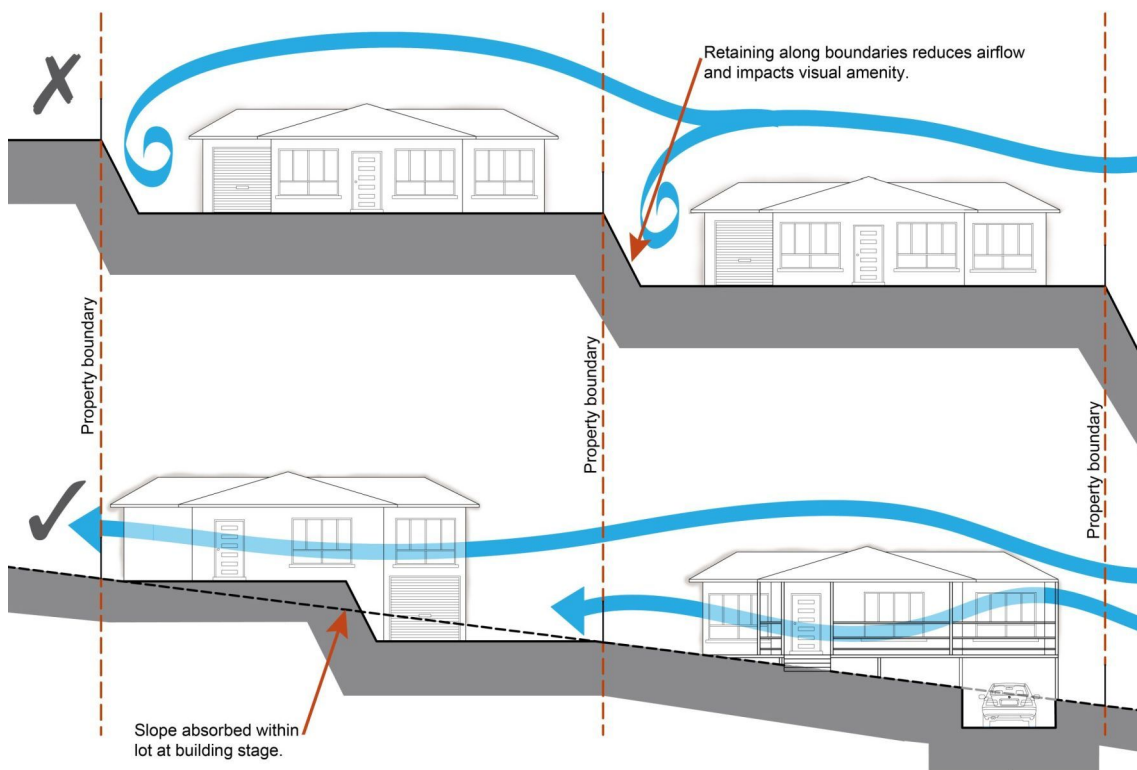 Retaining along boundaries reduces airflow
and impacts visual amenity.
Property boundary
Property boundary
Property boundary
Slope absorbed within
lot at building stage.